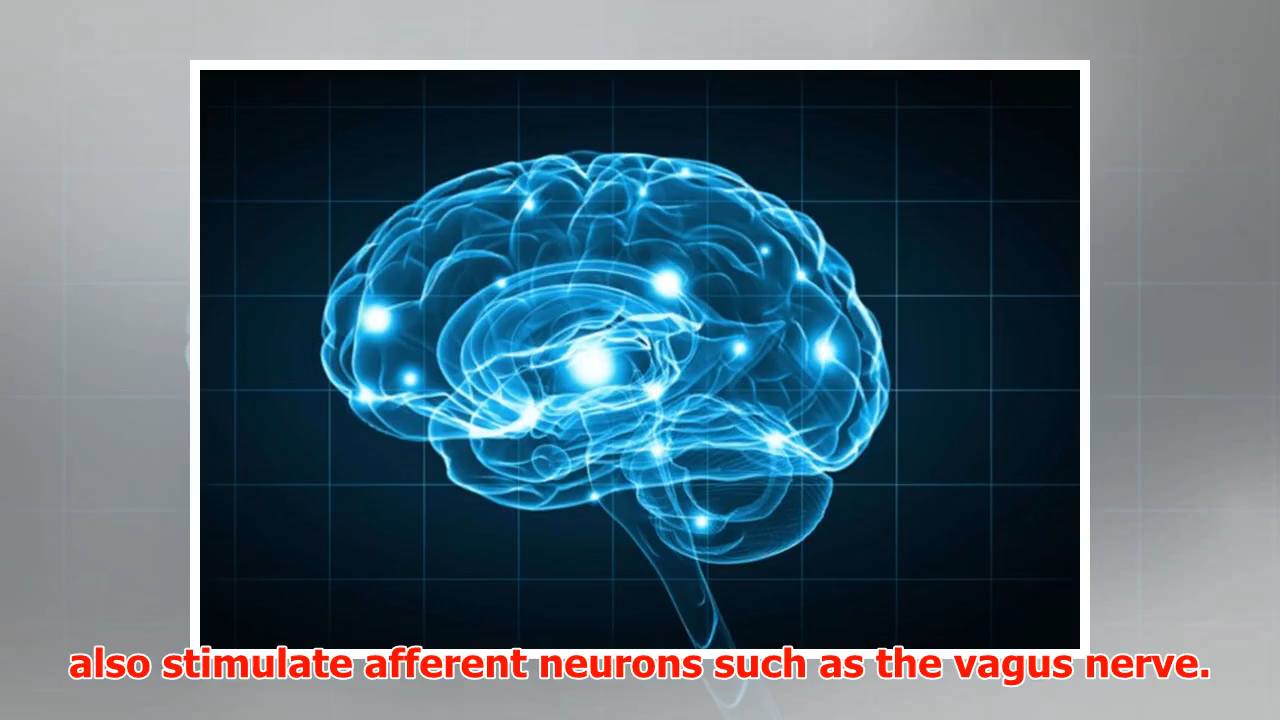 also stimulate afferent neurons such as the vagus nerve.